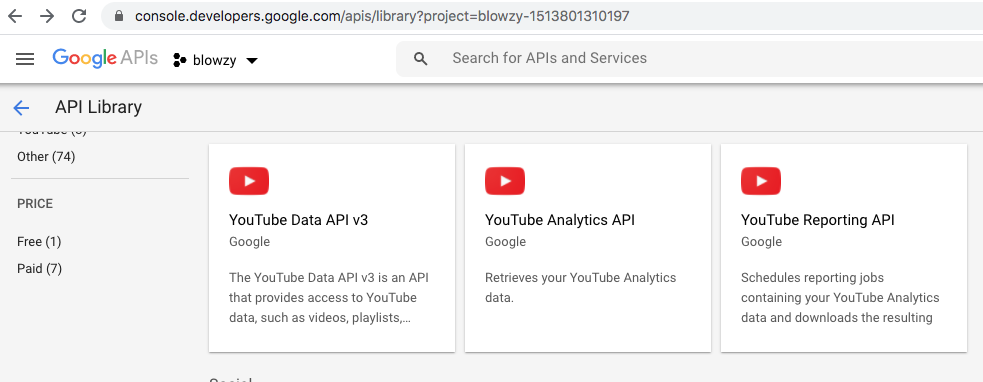 console.developers.google.com/apis/library?project=blowzy-1513801310197
Google APIs
blowzy
Search for APIs and Services
API Library
Other (74)
PRICE
Free (1)
Paid (7)
YouTube Data API v3
Google
The YouTube Data API v3 is an API
that provides access to YouTube
data, such as videos, playlists,…
YouTube Analytics API
Google
Retrieves your YouTube Analytics
data.
YouTube Reporting API
Google
Schedules reporting jobs
containing your YouTube Analytics
data and downloads the resulting